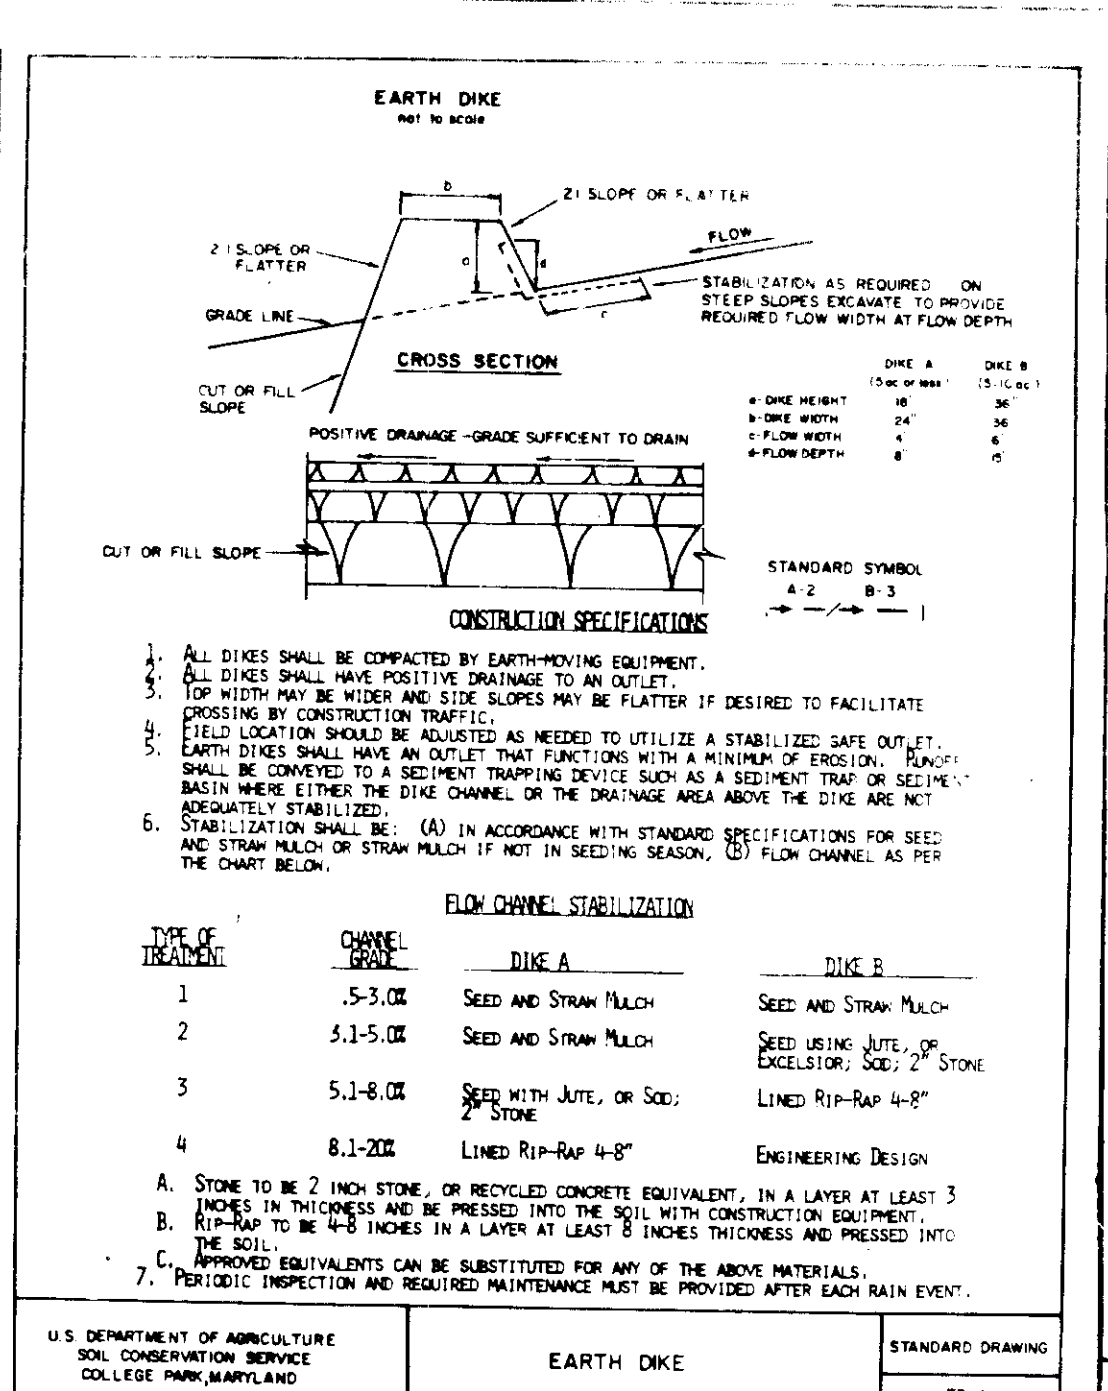 EARTH DIKE
not to scale
b
2:1 SLOPE OR FLATTER
FLOW
2:1 SLOPE OR
FLATTER
a
d
STABILIZATION AS REQUIRED ON
STEEP SLOPES EXCAVATE TO PROVIDE
REQUIRED FLOW WIDTH AT FLOW DEPTH
GRADE LINE
c
CROSS SECTION
CUT OR FILL
SLOPE
DIKE A DIKE B
(5 ac or less) (5-10 ac)
a-DIKE HEIGHT 18" 36"
b-DIKE WIDTH 24" 36"
c-FLOW WIDTH 4' 6'
d-FLOW DEPTH 8" 15"
POSITIVE DRAINAGE-GRADE SUFFICIENT TO DRAIN
CUT OR FILL SLOPE
STANDARD SYMBOL
A-2 B-3
CONSTRUCTION SPECIFICATIONS
1. ALL DIKES SHALL BE COMPACTED BY EARTH-MOVING EQUIPMENT.
2. ALL DIKES SHALL HAVE POSITIVE DRAINAGE TO AN OUTLET.
3. TOP WIDTH MAY BE WIDER AND SIDE SLOPES MAY BE FLATTER IF DESIRED TO FACILITATE
CROSSING BY CONSTRUCTION TRAFFIC.
4. FIELD LOCATION SHOULD BE ADJUSTED AS NEEDED TO UTILIZE A STABILIZED SAFE OUTLET.
5. EARTH DIKES SHALL HAVE AN OUTLET THAT FUNCTIONS WITH A MINIMUM OF EROSION. RUNOFF
SHALL BE CONVEYED TO A SEDIMENT TRAPPING DEVICE SUCH AS A SEDIMENT TRAP OR SEDIMENT
BASIN WHERE EITHER THE DIKE CHANNEL OR THE DRAINAGE AREA ABOVE THE DIKE ARE NOT
ADEQUATELY STABILIZED.
6. STABILIZATION SHALL BE: (A) IN ACCORDANCE WITH STANDARD SPECIFICATIONS FOR SEED
AND STRAW MULCH OR STRAW MULCH IF NOT IN SEEDING SEASON, (B) FLOW CHANNEL AS PER
THE CHART BELOW.
FLOW CHANNEL STABILIZATION
TYPE OF TREATMENT CHANNEL GRADE DIKE A DIKE B
1 .5-3.0% SEED AND STRAW MULCH SEED AND STRAW MULCH
2 3.1-5.0% SEED AND STRAW MULCH SEED USING JUTE, OR
EXCELSIOR; SOD; 2" STONE
3 5.1-8.0% SEED WITH JUTE, OR SOD; LINED RIP-RAP 4-8"
2" STONE
4 8.1-20% LINED RIP-RAP 4-8" ENGINEERING DESIGN
A. STONE TO BE 2 INCH STONE, OR RECYCLED CONCRETE EQUIVALENT, IN A LAYER AT LEAST 3
INCHES IN THICKNESS AND BE PRESSED INTO THE SOIL WITH CONSTRUCTION EQUIPMENT.
B. RIP-RAP TO BE 4-8 INCHES IN A LAYER AT LEAST 8 INCHES THICKNESS AND PRESSED INTO
THE SOIL.
C. APPROVED EQUIVALENTS CAN BE SUBSTITUTED FOR ANY OF THE ABOVE MATERIALS.
7. PERIODIC INSPECTION AND REQUIRED MAINTENANCE MUST BE PROVIDED AFTER EACH RAIN EVENT.
U.S. DEPARTMENT OF AGRICULTURE
SOIL CONSERVATION SERVICE
COLLEGE PARK, MARYLAND
EARTH DIKE
STANDARD DRAWING